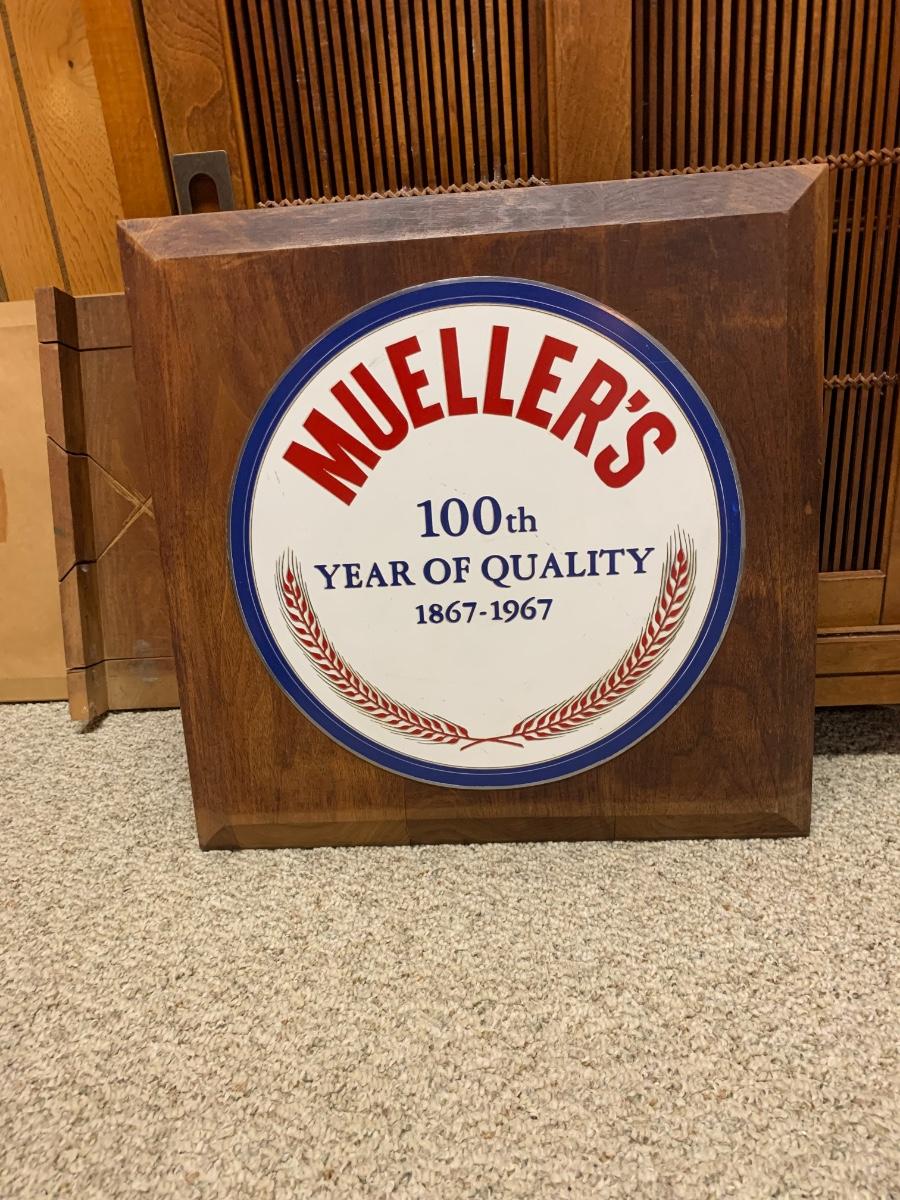 MUELLER'S
100th
YEAR OF QUALITY
1867-1967